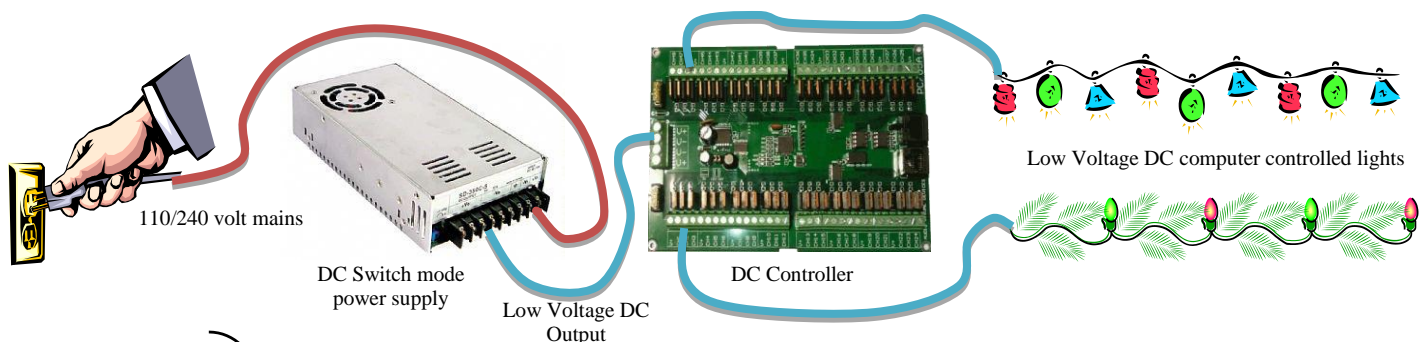 110/240 volt mains
DC Switch mode
power supply
Low Voltage DC
Output
DC Controller
Low Voltage DC computer controlled lights